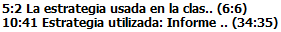 5:2 La estrategia usada en la clas.. (6:6)
10:41 Estrategia utilizada: Informe .. (34:35)